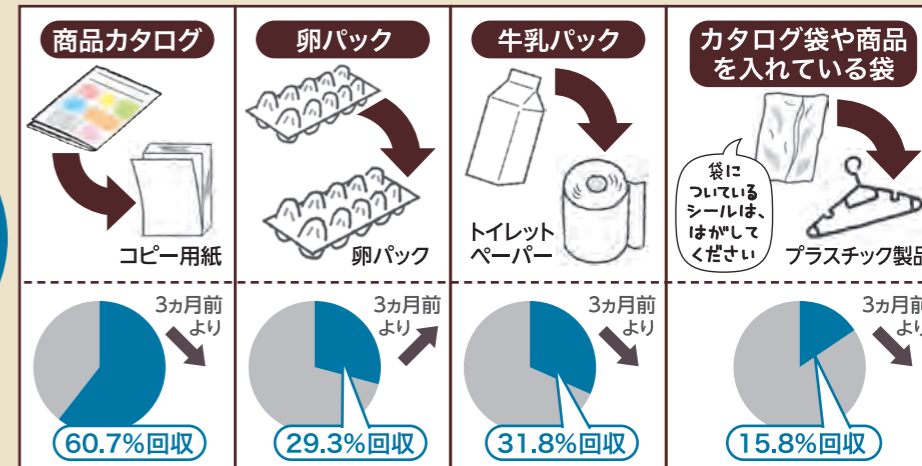 商品カタログ
コピー用紙
3ヵ月前
より
60.7%回収
卵パック
卵パック
3ヵ月前
より
29.3%回収
牛乳パック
トイレット
ペーパー
3ヵ月前
より
31.8%回収
カタログ袋や商品
を入れている袋
袋に
ついている
シールは、
はがして
ください
プラスチック製品
3ヵ月前
より
15.8%回収